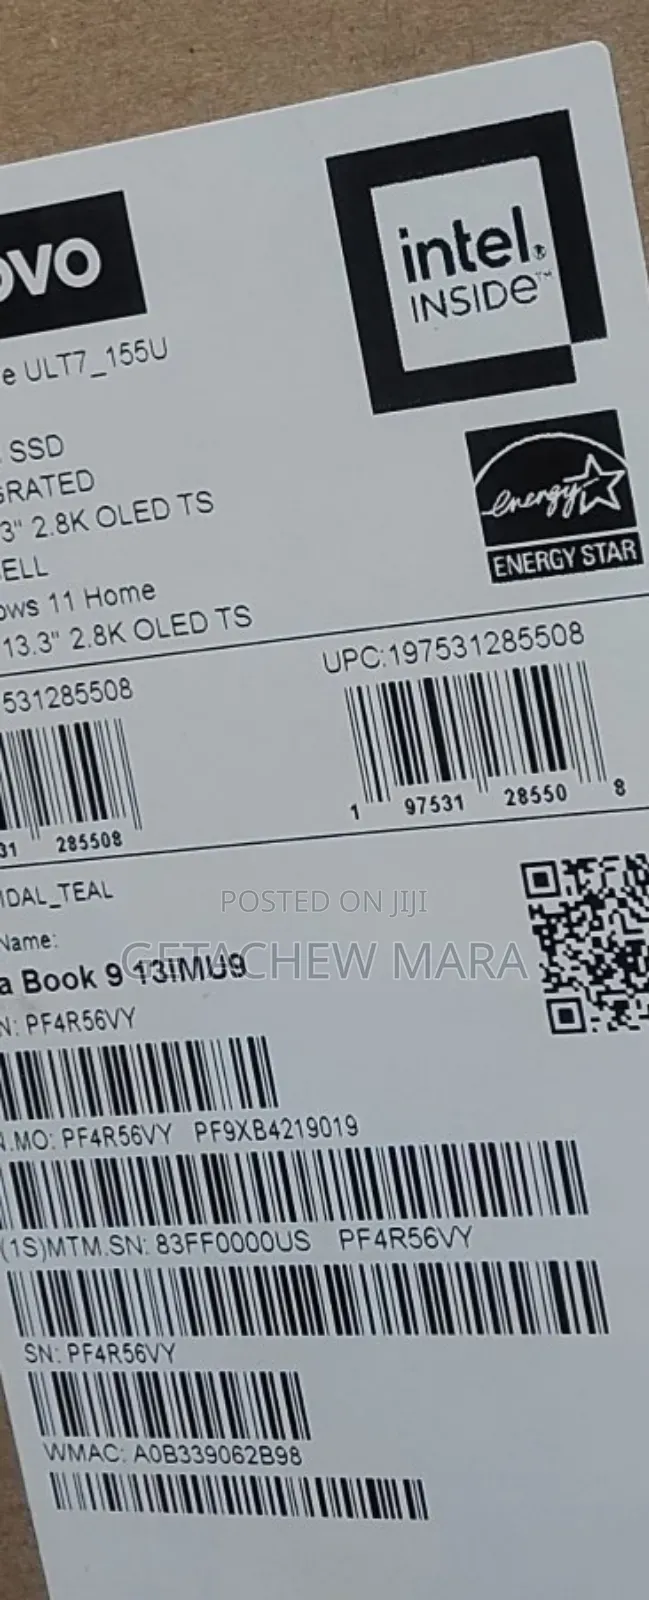 ovo
intel.
INSIDe™
e ULT7_155U
SSD
GRATED
3" 2.8K OLED TS
ELL
ows 11 Home
13.3" 2.8K OLED TS
energy
ENERGY STAR
531285508
UPC:197531285508
31 285508
1 97531 28550 8
IDAL_TEAL
POSTED ON JIJI
Name:
GETACHEW MARA
a Book 9 13IMU9
N: PF4R56VY
N.MO: PF4R56VY PF9XB4219019
(1S)MTM.SN: 83FF0000US PF4R56VY
SN: PF4R56VY
WMAC: A0B339062B98